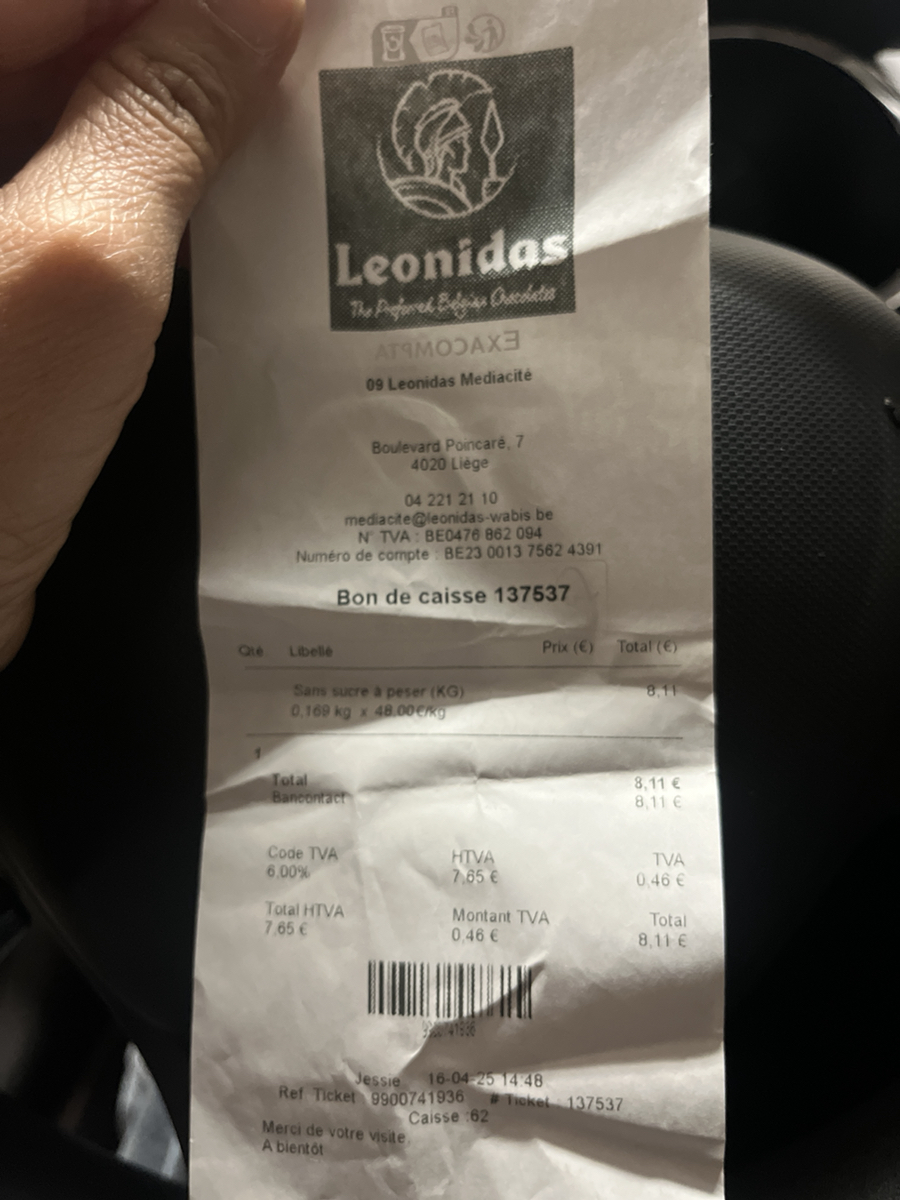 Leonidas
The Preferred Belgian Chocolates
EXACOMPTA
09 Leonidas Mediacité
Boulevard Poincaré, 7
4020 Liège
04 221 21 10
mediacite@leonidas-wabis.be
N° TVA : BE0476 862 094
Numéro de compte : BE23 0013 7562 4391
Bon de caisse 137537
Qté Libellé Prix (€) Total (€)
Sans sucre à peser (KG) 8,11
0,169 kg x 48,00€/kg
1
Total 8,11 €
Bancontact 8,11 €
Code TVA HTVA TVA
6,00% 7,65 € 0,46 €
Total HTVA Montant TVA Total
7,65 € 0,46 € 8,11 €
9900741936
Jessie 16-04-25 14:48
Ref Ticket 9900741936 # Ticket 137537
Caisse :62
Merci de votre visite.
A bientôt